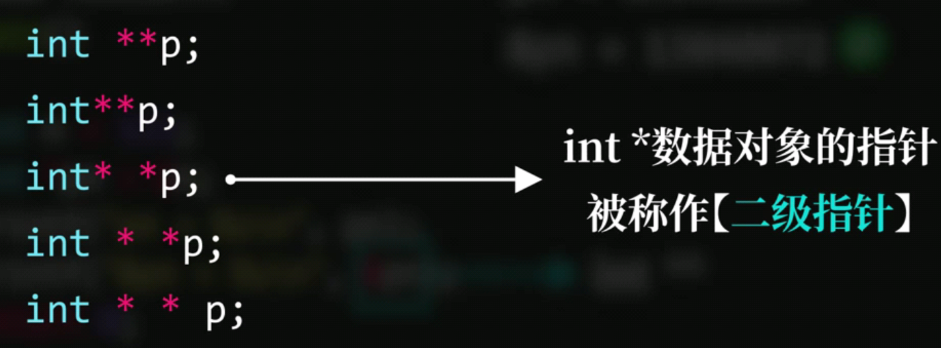 int **p;
int**p;
int* *p;
int * *p;
int * * p;
int *数据对象的指针
被称作【二级指针】